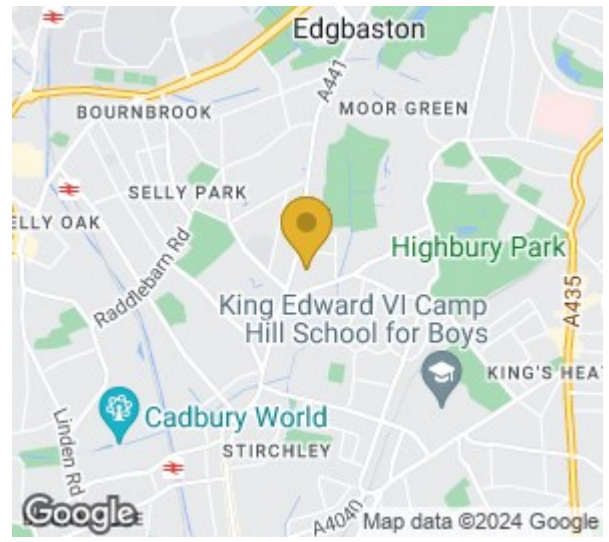 Edgbaston
A441
BOURNBROOK
MOOR GREEN
SELLY PARK
ELLY OAK
Raddlebarn Rd
Highbury Park
A435
King Edward VI Camp
Hill School for Boys
KING'S HEAT
Cadbury World
Linden Rd
STIRCHLEY
A4040
Google
Map data ©2024 Google